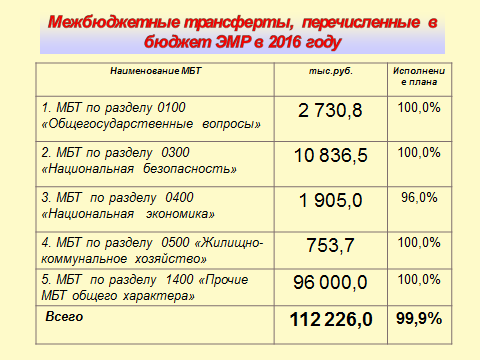 Межбюджетные трансферты, перечисленные в
бюджет ЭМР в 2016 году
Наименование МБТ
тыс.руб.
Исполнени
е плана
1. МБТ по разделу 0100
«Общегосударственные вопросы»
2 730,8
100,0%
2. МБТ по разделу 0300
«Национальная безопасность»
10 836,5
100,0%
3. МБТ по разделу 0400
«Национальная экономика»
1 905,0
96,0%
4. МБТ по разделу 0500 «Жилищно-
коммунальное хозяйство»
753,7
100,0%
5. МБТ по разделу 1400 «Прочие
МБТ общего характера»
96 000,0
100,0%
Всего
112 226,0
99,9%